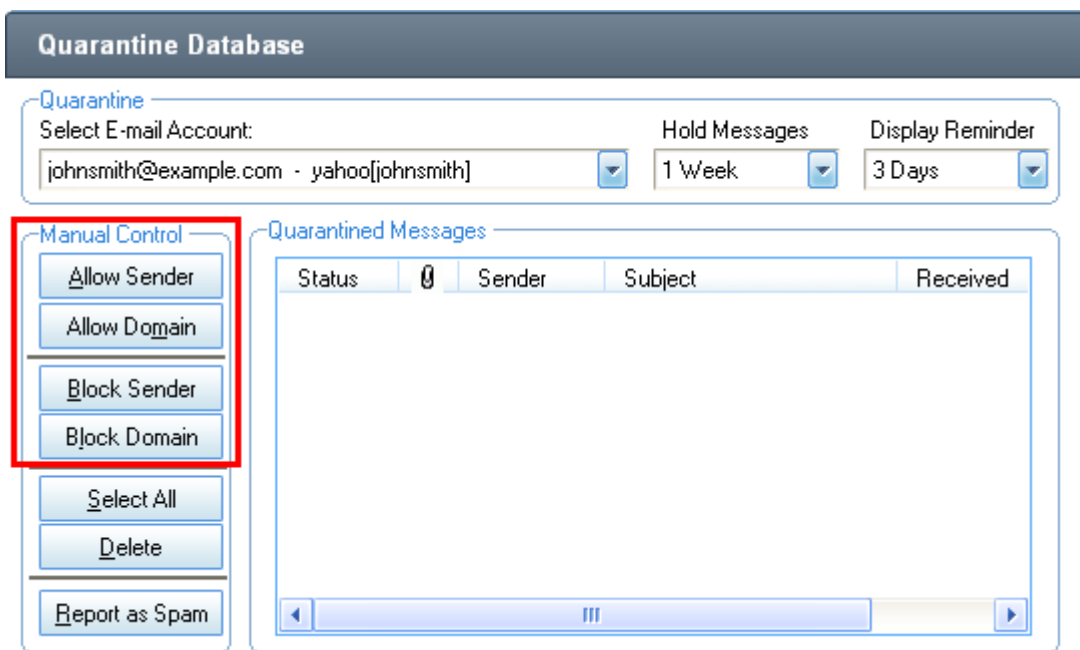 Quarantine Database
Quarantine
Select E-mail Account: Hold Messages Display Reminder
johnsmith@example.com - yahoo[johnsmith] 1 Week 3 Days
Manual Control
Allow Sender
Allow Domain
Block Sender
Block Domain
Select All
Delete
Report as Spam
Quarantined Messages
Status Sender Subject Received